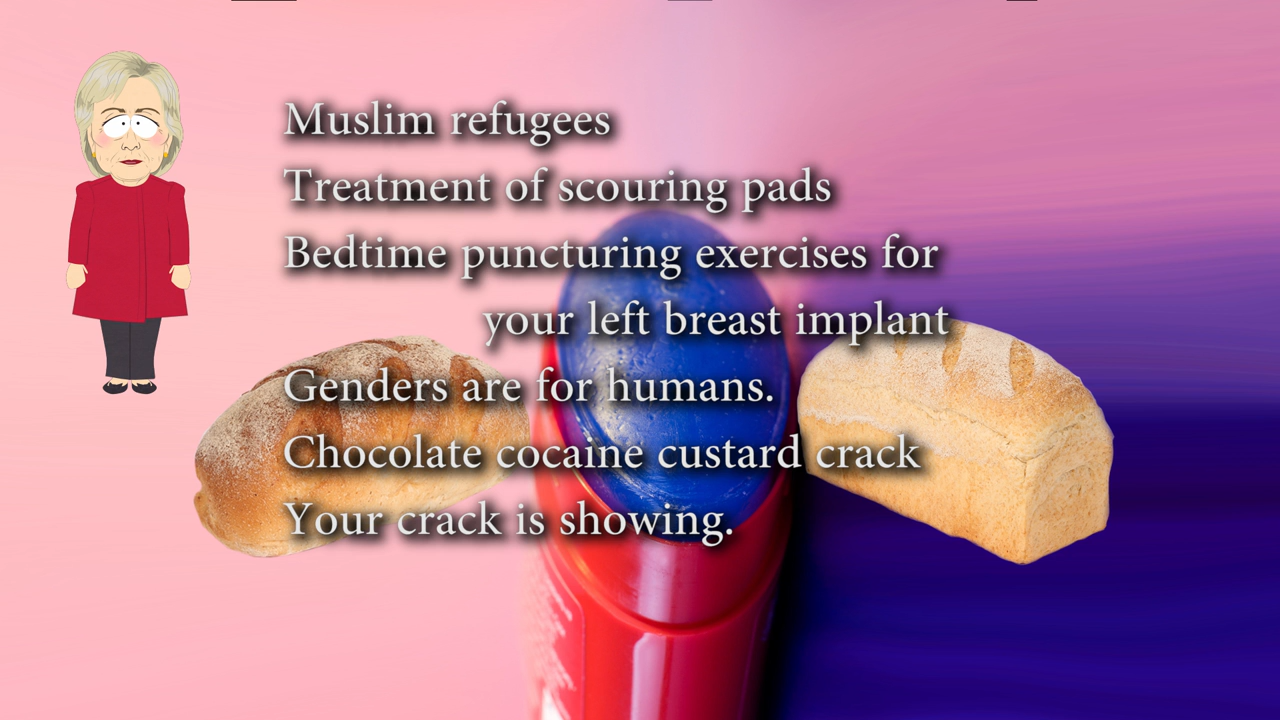 Muslim refugees
Treatment of scouring pads
Bedtime puncturing exercises for
your left breast implant
Genders are for humans.
Chocolate cocaine custard crack
Your crack is showing.